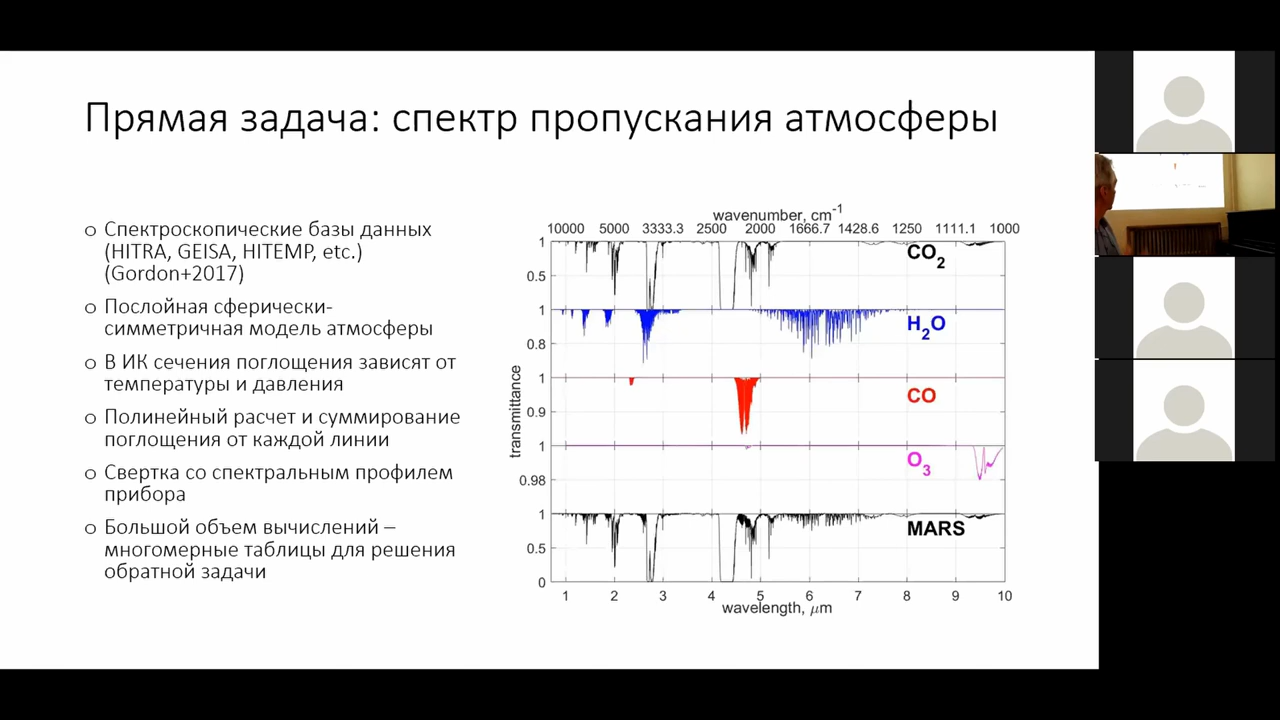 Прямая задача: спектр пропускания атмосферы
o Спектроскопические базы данных
(HITRA, GEISA, HITEMP, etc.)
(Gordon+2017)
o Послойная сферически-
симметричная модель атмосферы
o В ИК сечения поглощения зависят от
температуры и давления
o Полинейный расчет и суммирование
поглощения от каждой линии
o Свертка со спектральным профилем
прибора
o Большой объем вычислений –
многомерные таблицы для решения
обратной задачи
wavenumber, cm-1
10000 5000 3333.3 2500 2000 1666.7 1428.6 1250 1111.1 1000
1
CO2
0.5
1
H2O
0.8
1
CO
0.9
transmittance
1
O3
0.98
1
MARS
0.5
0
1 2 3 4 5 6 7 8 9 10
wavelength, μm